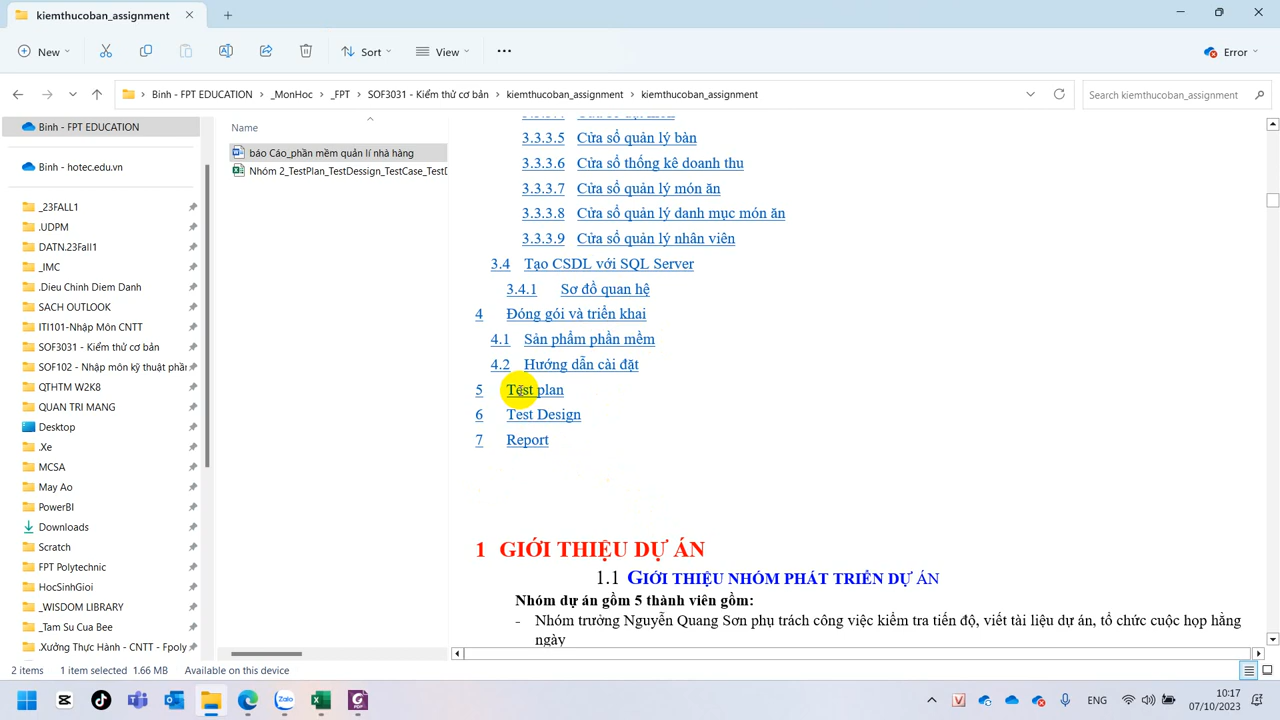 kiemthucoban_assignment
New
Sort
View
Error
Binh - FPT EDUCATION
_MonHoc
_FPT
SOF3031 - Kiểm thử cơ bản
kiemthucoban_assignment
kiemthucoban_assignment
Search kiemthucoban_assignment
Binh - FPT EDUCATION
Binh - hotec.edu.vn
_23FALL1
.UDPM
DATN.23Fall1
_IMC
.Dieu Chinh Diem Danh
SACH OUTLOOK
ITI101-Nhập Môn CNTT
SOF3031 - Kiểm thử cơ bản
SOF102 - Nhập môn kỹ thuật phần
QTHTM W2K8
QUAN TRI MANG
Desktop
.Xe
MCSA
May Ao
PowerBI
Downloads
Scratch
FPT Polytechnic
HocSinhGioi
_WISDOM LIBRARY
_Tam Su Cua Bee
.Xưởng Thực Hành - CNTT - Fpoly
Name
báo Cáo_phần mềm quản lí nhà hàng
Nhóm 2_TestPlan_TestDessign_TestCase_TestD
3.3.3.5 Cửa sổ quản lý bàn
3.3.3.6 Cửa sổ thống kê doanh thu
3.3.3.7 Cửa sổ quản lý món ăn
3.3.3.8 Cửa sổ quản lý danh mục món ăn
3.3.3.9 Cửa sổ quản lý nhân viên
3.4 Tạo CSDL với SQL Server
3.4.1 Sơ đồ quan hệ
4 Đóng gói và triển khai
4.1 Sản phẩm phần mềm
4.2 Hướng dẫn cài đặt
5 Test plan
6 Test Design
7 Report
1 GIỚI THIỆU DỰ ÁN
1.1 GIỚI THIỆU NHÓM PHÁT TRIỂN DỰ ÁN
Nhóm dự án gồm 5 thành viên gồm:
- Nhóm trưởng Nguyễn Quang Sơn phụ trách công việc kiểm tra tiến độ, viết tài liệu dự án, tổ chức cuộc họp hằng
ngày
2 items
1 item selected 1.66 MB
Available on this device
Zalo
ENG
10:17
07/10/2023